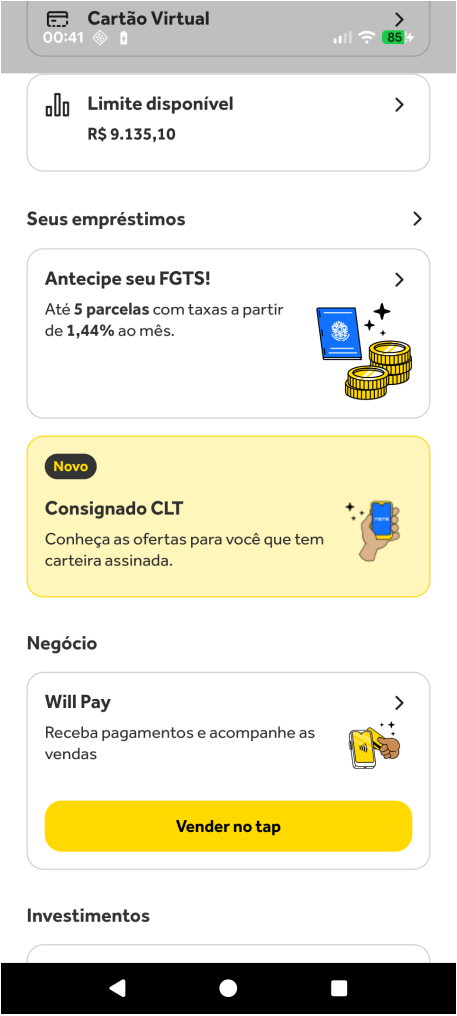 Cartão Virtual
00:41
85
Limite disponível
R$ 9.135,10
Seus empréstimos
Antecipe seu FGTS!
Até 5 parcelas com taxas a partir
de 1,44% ao mês.
Novo
Consignado CLT
Conheça as ofertas para você que tem
carteira assinada.
FGTS
Negócio
Will Pay
Receba pagamentos e acompanhe as
vendas
Vender no tap
Investimentos